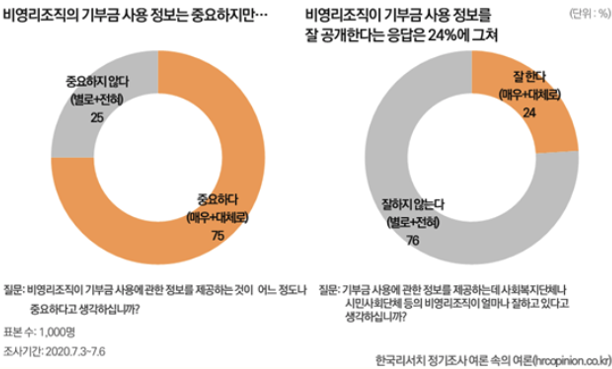 비영리조직의 기부금 사용 정보는 중요하지만…
중요하지 않다
(별로+전혀)
25
중요하다
(매우+대체로)
75
질문: 비영리조직이 기부금 사용에 관한 정보를 제공하는 것이 어느 정도나
중요하다고 생각하십니까?
표본 수: 1,000명
조사기간: 2020.7.3~7.6
비영리조직이 기부금 사용 정보를
잘 공개한다는 응답은 24%에 그쳐
(단위 : %)
잘 한다
(매우+대체로)
24
잘하지 않는다
(별로+전혀)
76
질문: 기부금 사용에 관한 정보를 제공하는데 사회복지단체나
시민사회단체 등의 비영리조직이 얼마나 잘하고 있다고
생각하십니까?
한국리서치 정기조사 여론 속의 여론(hrcopinion.co.kr)